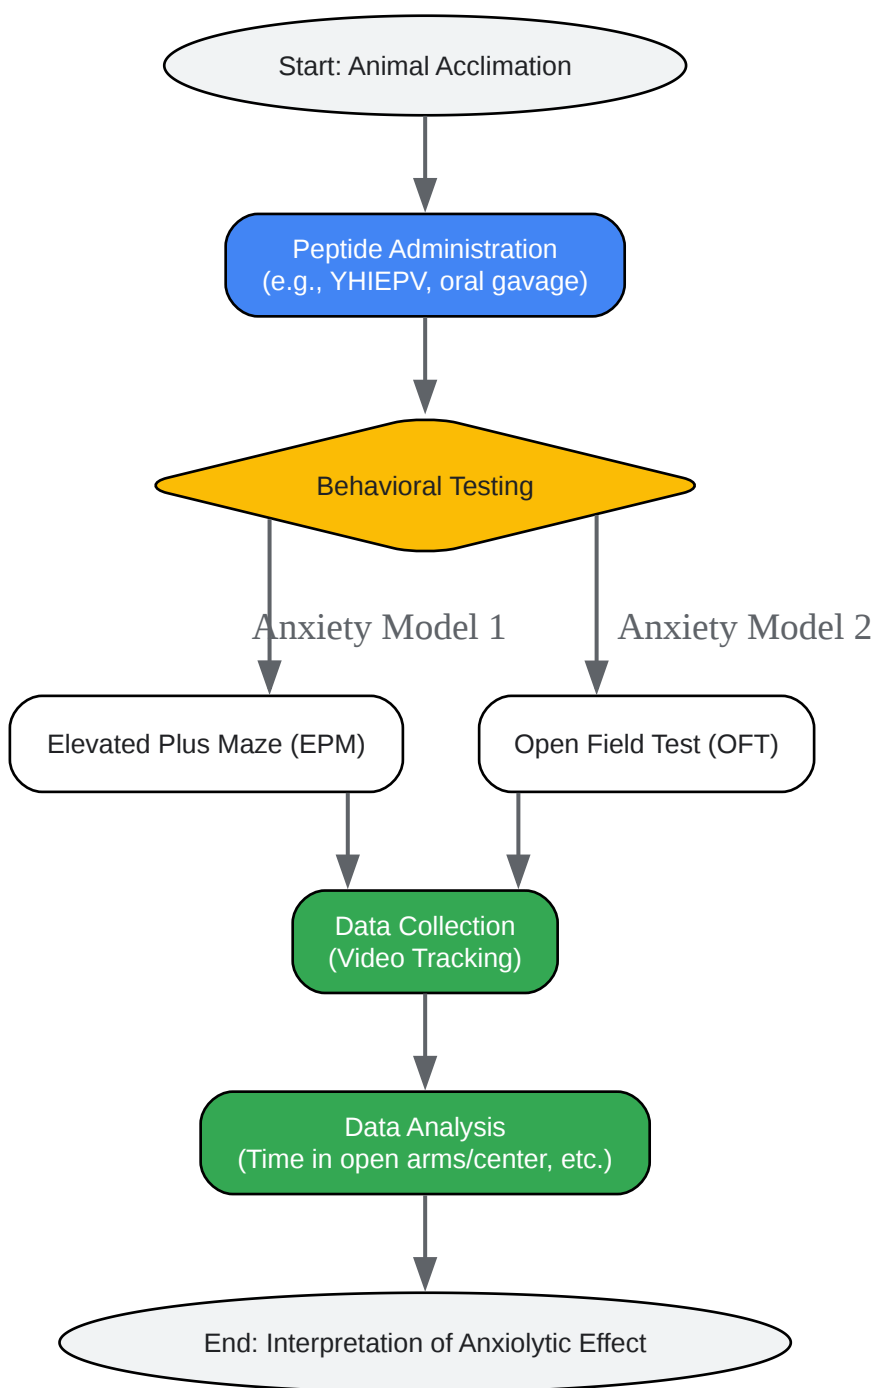 Start: Animal Acclimation
Peptide Administration
(e.g., YHIEPV, oral gavage)
Behavioral Testing
Anxiety Model 1
Anxiety Model 2
Elevated Plus Maze (EPM)
Open Field Test (OFT)
Data Collection
(Video Tracking)
Data Analysis
(Time in open arms/center, etc.)
End: Interpretation of Anxiolytic Effect